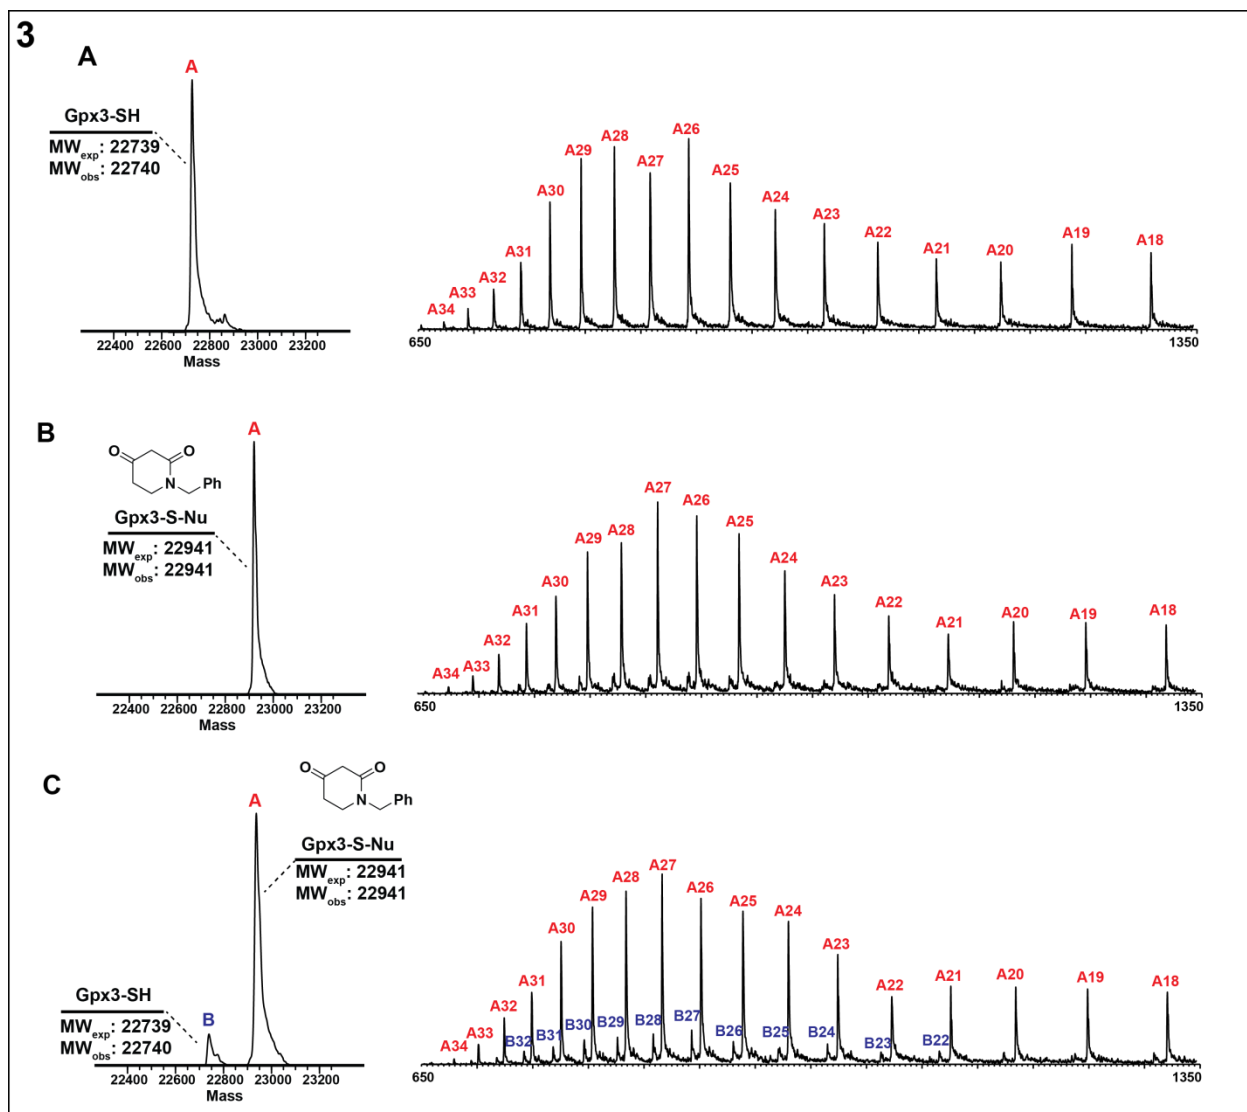 3
A
A
Gpx3-SH
MWexp: 22739
MWobs: 22740
22400 22600 22800 23000 23200
Mass
A34 A33 A32 A31 A30 A29 A28 A27 A26 A25 A24 A23 A22 A21 A20 A19 A18
650 1350
B
A
O O
N Ph
Gpx3-S-Nu
MWexp: 22941
MWobs: 22941
22400 22600 22800 23000 23200
Mass
A34 A33 A32 A31 A30 A29 A28 A27 A26 A25 A24 A23 A22 A21 A20 A19 A18
650 1350
C
A
O O
N Ph
Gpx3-S-Nu
MWexp: 22941
MWobs: 22941
Gpx3-SH
MWexp: 22739
MWobs: 22740
B
22400 22600 22800 23000 23200
Mass
A34 A33 A32 A31 A30 A29 A28 A27 A26 A25 A24 A23 A22 A21 A20 A19 A18
B32 B31 B30 B29 B28 B27 B26 B25 B24 B23 B22
650 1350